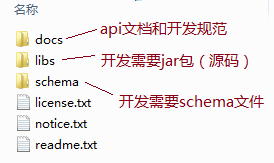 名称
docs api文档和开发规范
libs 开发需要jar包（源码）
schema 开发需要schema文件
license.txt
notice.txt
readme.txt